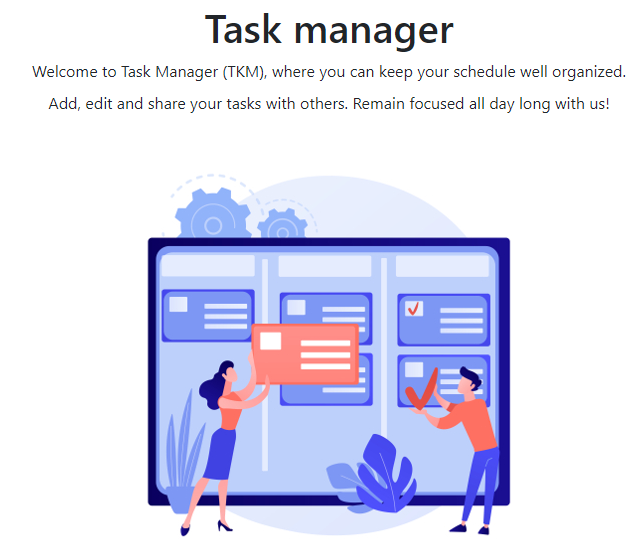 Task manager
Welcome to Task Manager (TKM), where you can keep your schedule well organized.
Add, edit and share your tasks with others. Remain focused all day long with us!